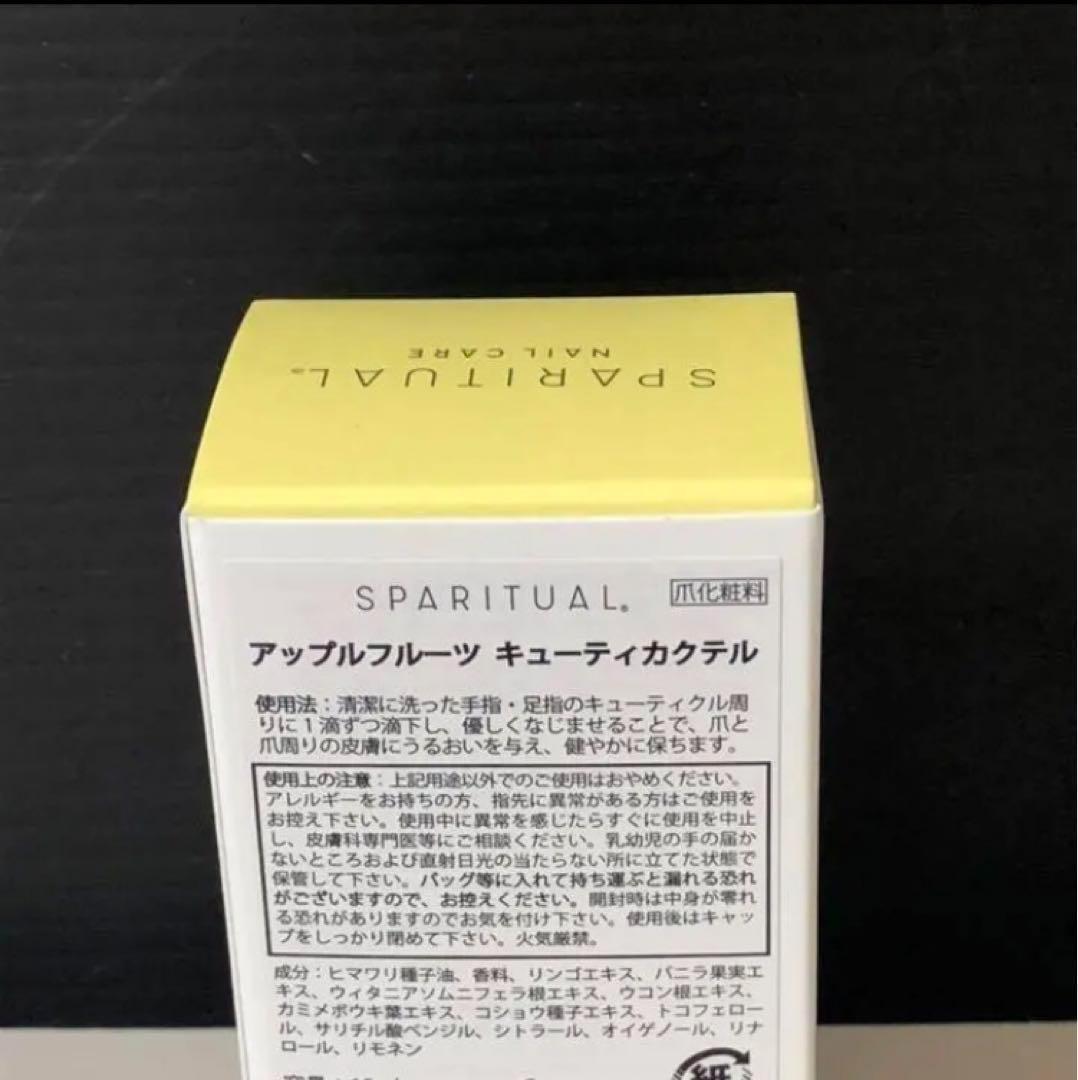 SPARITUAL®
NAIL CARE
SPARITUAL®
爪化粧料
アップルフルーツ キューティカクテル
使用法：清潔に洗った手指・足指のキューティクル周
りに1滴ずつ滴下し、優しくなじませることで、爪と
爪周りの皮膚にうるおいを与え、健やかに保ちます。
使用上の注意：上記用途以外でのご使用はおやめください。
アレルギーをお持ちの方、指先に異常がある方はご使用を
お控え下さい。使用中に異常を感じたらすぐに使用を中止
し、皮膚科専門医等にご相談ください。乳幼児の手の届か
ないところおよび直射日光の当たらない所に立てた状態で
保管して下さい。バッグ等に入れて持ち運ぶと漏れる恐れ
がございますので、お控えください。開封時は中身が零れ
る恐れがありますのでお気を付け下さい。使用後はキャッ
プをしっかり閉めて下さい。火気厳禁。
成分：ヒマワリ種子油、香料、リンゴエキス、バニラ果実エ
キス、ウィタニアソムニフェラ根エキス、ウコン根エキス、
カミメボウキ葉エキス、コショウ種子エキス、トコフェロー
ル、サリチル酸ベンジル、シトラール、オイゲノール、リナ
ロール、リモネン
紙